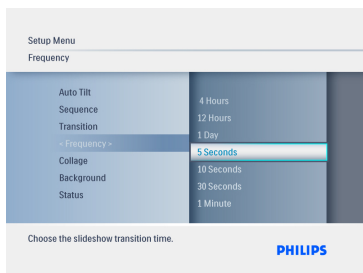 Setup Menu
Frequency
Auto Tilt
Sequence
Transition
« Frequency »
Collage
Background
Status
4 Hours
12 Hours
1 Day
5 Seconds
10 Seconds
30 Seconds
1 Minute
Choose the slideshow transition time.
PHILIPS